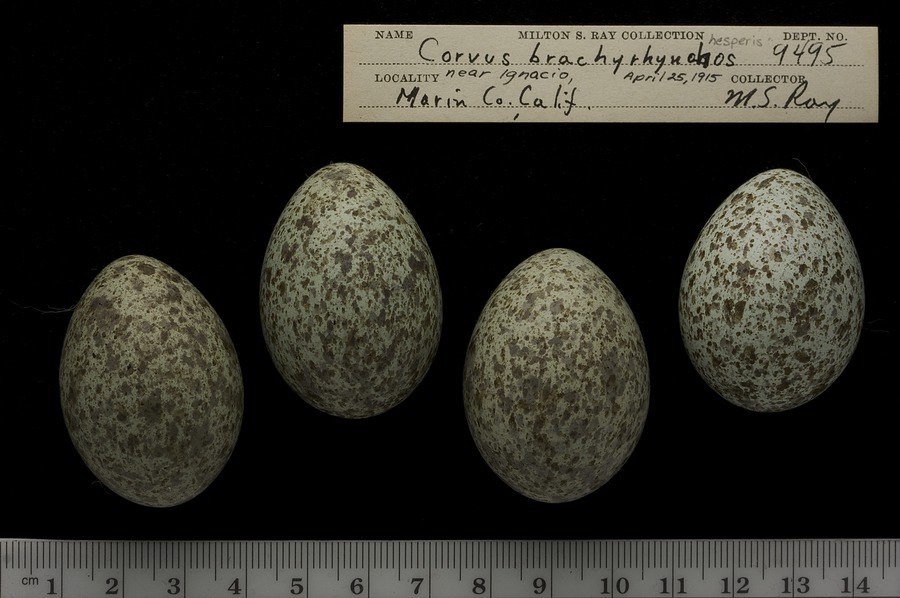 NAME MILTON S. RAY COLLECTION hesperis DEPT. NO.
Corvus brachyrhynchos 9495
LOCALITY near Ignacio, April 25, 1915 COLLECTOR
Marin Co. Calif. M.S. Ray
cm 1 2 3 4 5 6 7 8 9 10 11 12 13 14